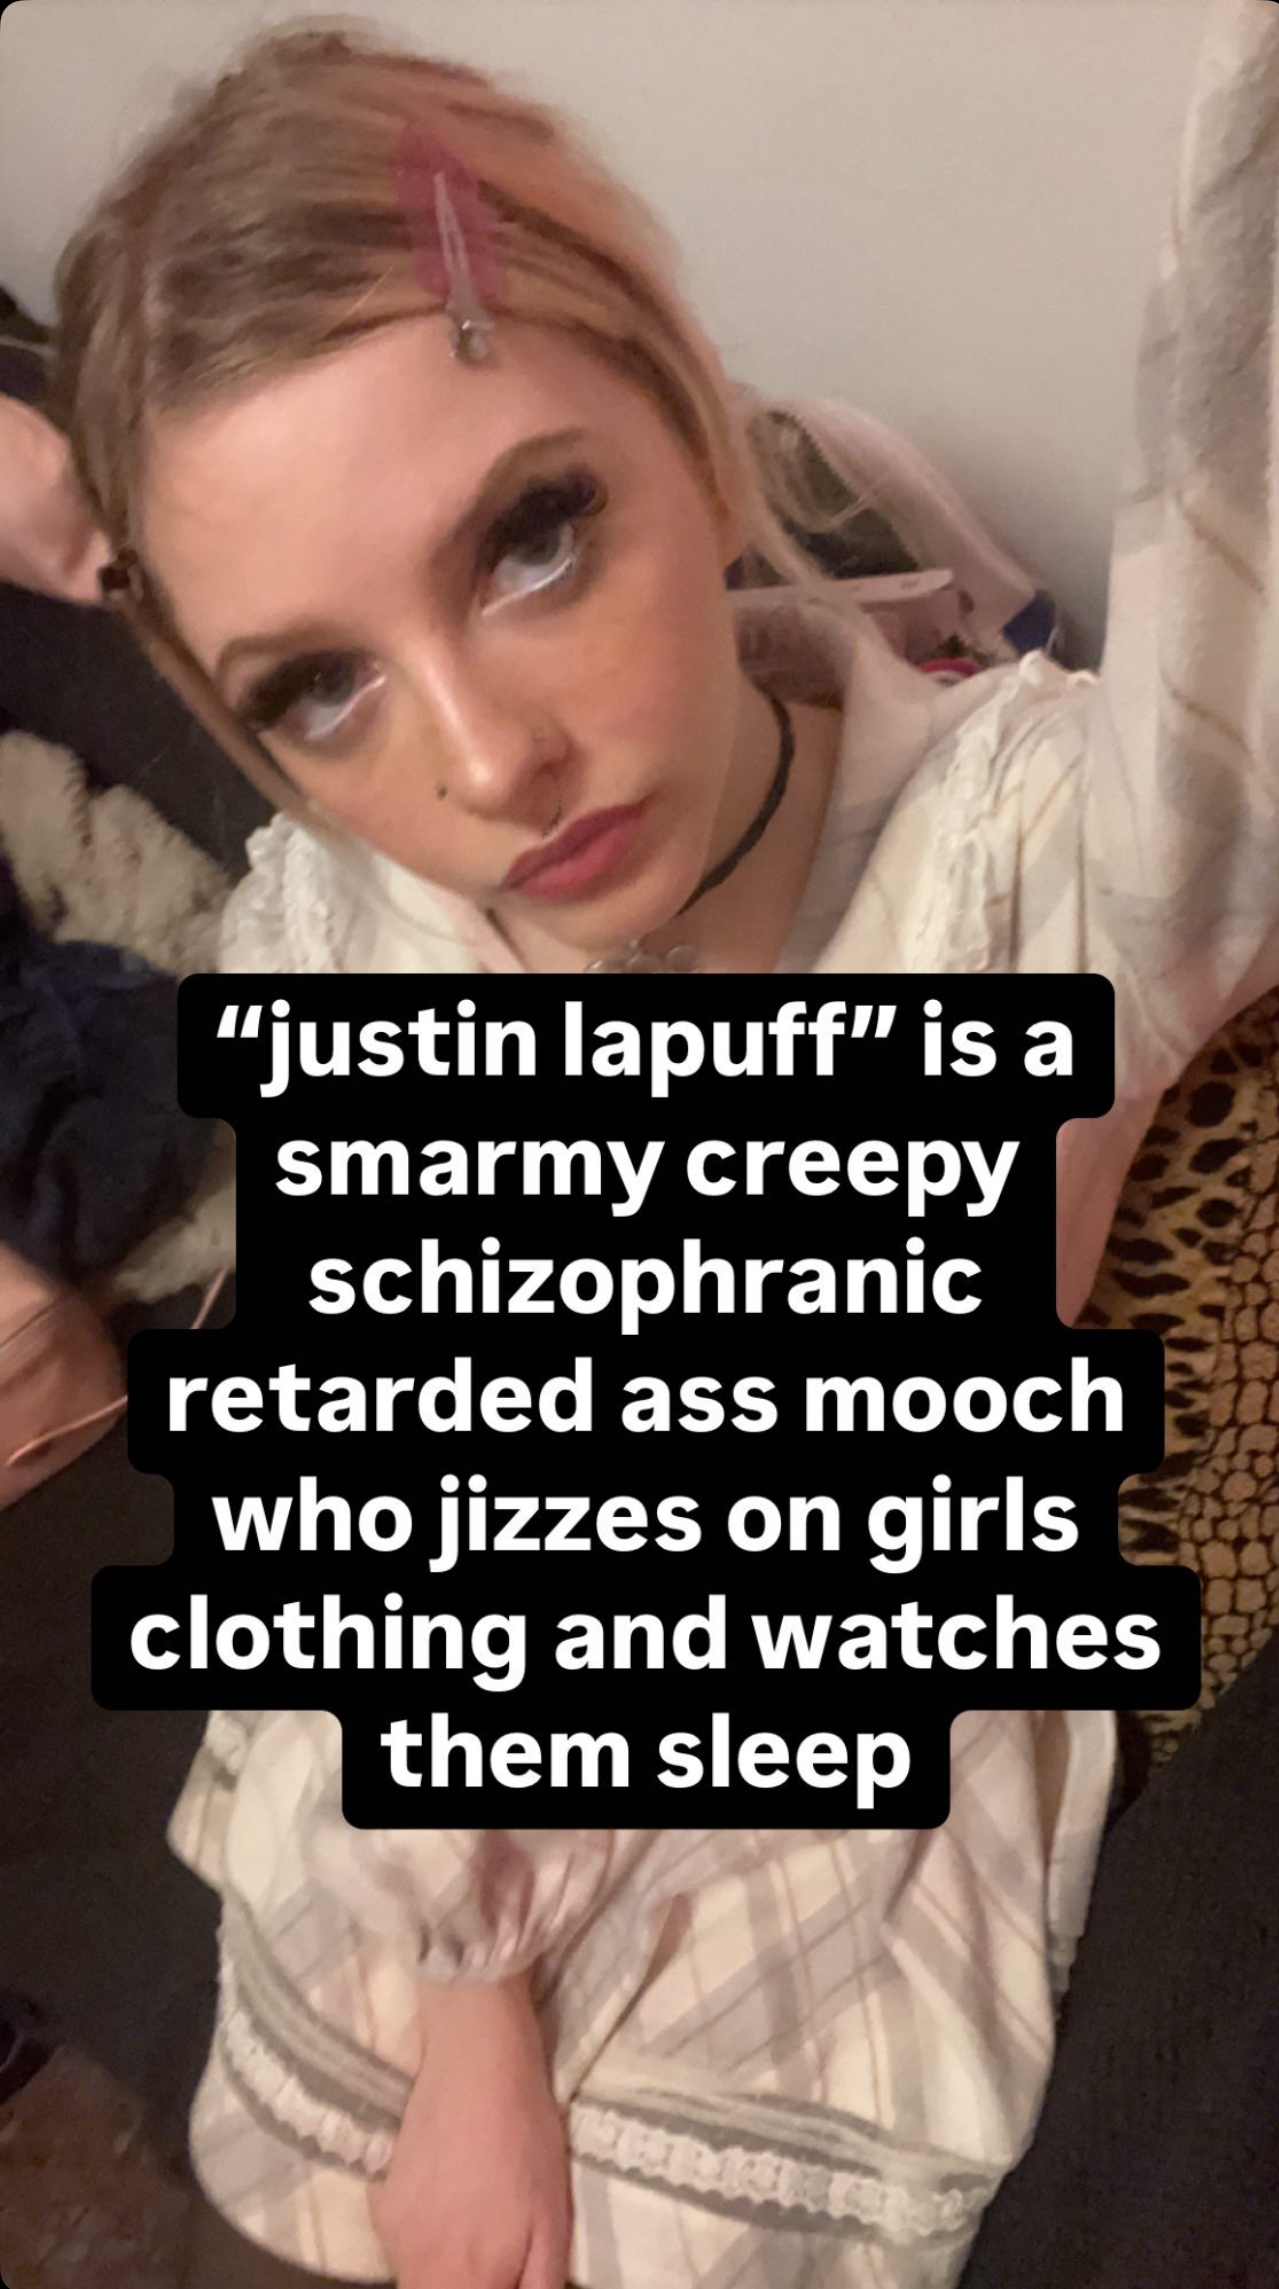 “justin lapuff” is a
smarmy creepy
schizophranic
retarded ass mooch
who jizzes on girls
clothing and watches
them sleep